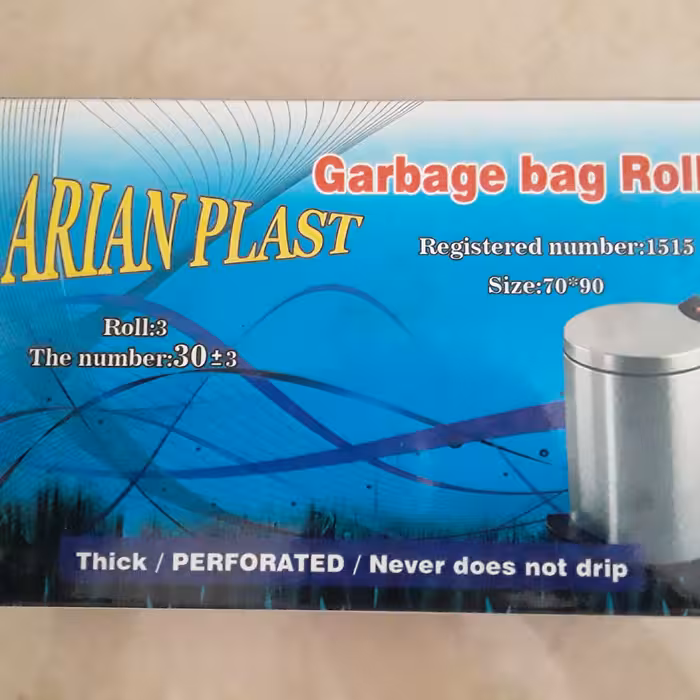 Garbage bag Roll
ARIAN PLAST
Registered number:1515
Size:70*90
Roll:3
The number:30±3
Thick / PERFORATED / Never does not drip